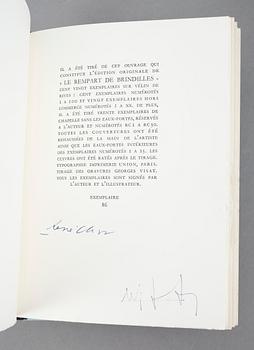 IL A ÉTÉ TIRÉ DE CET OUVRAGE QUI
CONSTITUE L'ÉDITION ORIGINALE DE
« LE REMPART DE BRINDILLES »
CENT VINGT EXEMPLAIRES SUR VÉLIN DE
RIVES : CENT EXEMPLAIRES NUMÉROTÉS
1 A 100 ET VINGT EXEMPLAIRES HORS
COMMERCE NUMÉROTÉS I A XX. DE PLUS,
IL A ÉTÉ TIRÉ TRENTE EXEMPLAIRES DE
CHAPELLE SANS LES EAUX-FORTES, RÉSERVÉS
A L'AUTEUR ET NUMÉROTÉS RC1 A RC30.
TOUTES LES COUVERTURES ONT ÉTÉ
REHAUSSÉES DE LA MAIN DE L'ARTISTE
AINSI QUE LES EAUX-FORTES INTÉRIEURES
DES EXEMPLAIRES NUMÉROTÉS 1 A 25. LES
CUIVRES ONT ÉTÉ RAYÉS APRÈS LE TIRAGE.
TYPOGRAPHIE IMPRIMERIE UNION, PARIS.
TIRAGE DES GRAVURES GEORGES VISAT.
TOUS LES EXEMPLAIRES SONT SIGNÉS PAR
L'AUTEUR ET L'ILLUSTRATEUR.
EXEMPLAIRE
86
René Char